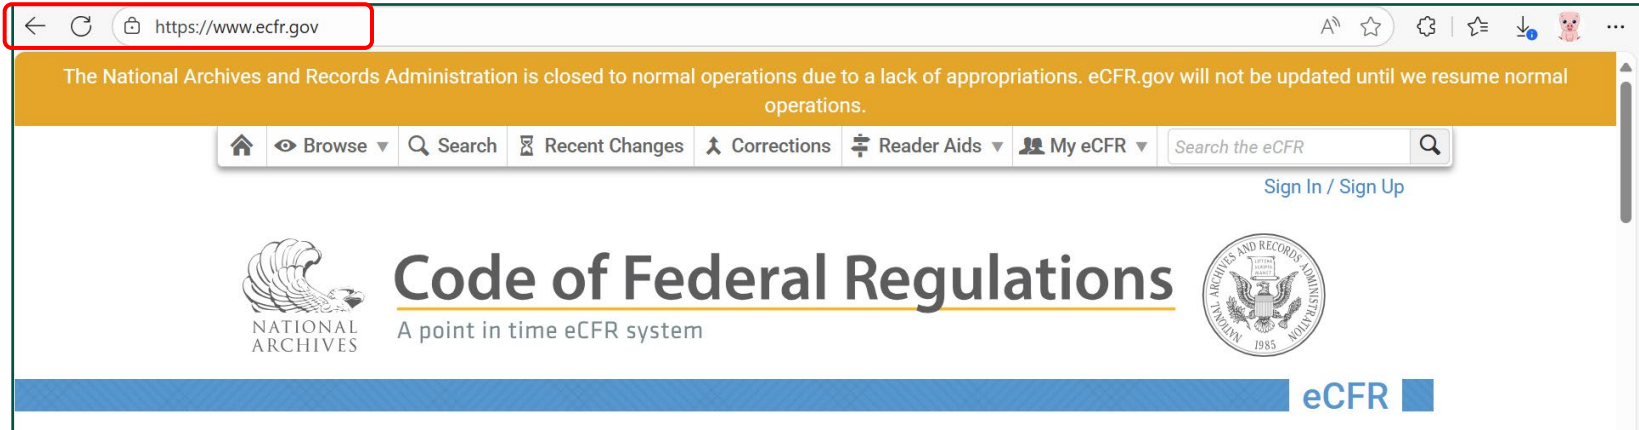 https://www.ecfr.gov
The National Archives and Records Administration is closed to normal operations due to a lack of appropriations. eCFR.gov will not be updated until we resume normal
operations.
Browse Search Recent Changes Corrections Reader Aids My eCFR Search the eCFR
Sign In / Sign Up
Code of Federal Regulations
A point in time eCFR system
NATIONAL
ARCHIVES
NATIONAL ARCHIVES AND RECORDS ADMINISTRATION
1985
eCFR